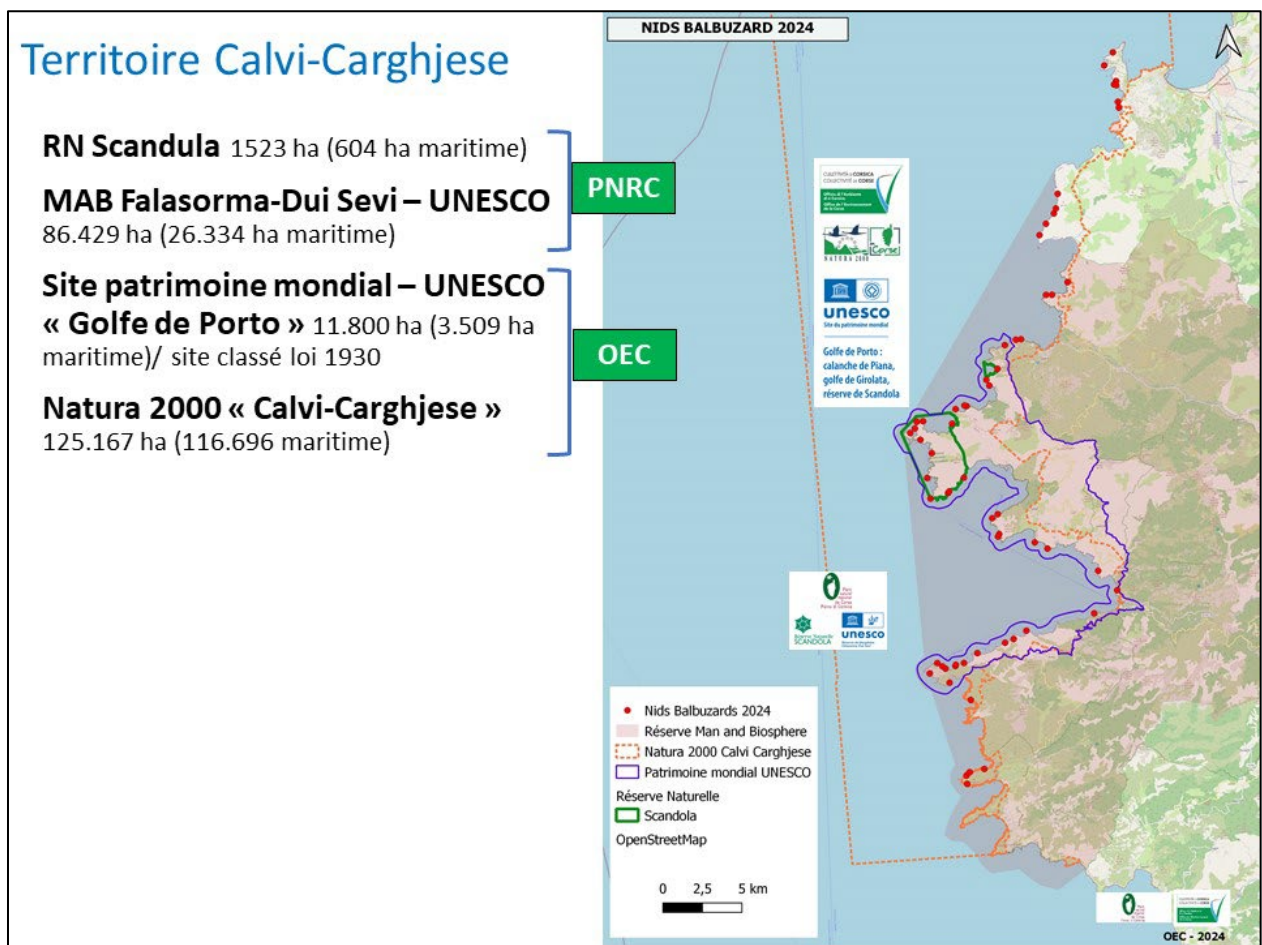 Territoire Calvi-Carghjese
RN Scandula 1523 ha (604 ha maritime)
MAB Falasorma-Dui Sevi – UNESCO
86.429 ha (26.334 ha maritime)
PNRC
Site patrimoine mondial – UNESCO
« Golfe de Porto » 11.800 ha (3.509 ha
maritime)/ site classé loi 1930
Natura 2000 « Calvi-Carghjese »
125.167 ha (116.696 maritime)
OEC
NIDS BALBUZARD 2024
NATURA 2000
unesco
Site du patrimoine mondial
Golfe de Porto :
calanche de Piana,
golfe de Girolata,
réserve de Scandola
SCANDOLA
unesco
Nids Balbuzards 2024
Réserve Man and Biosphere
Natura 2000 Calvi Carghjese
Patrimoine mondial UNESCO
Réserve Naturelle
Scandola
OpenStreetMap
0 2,5 5 km
OEC - 2024